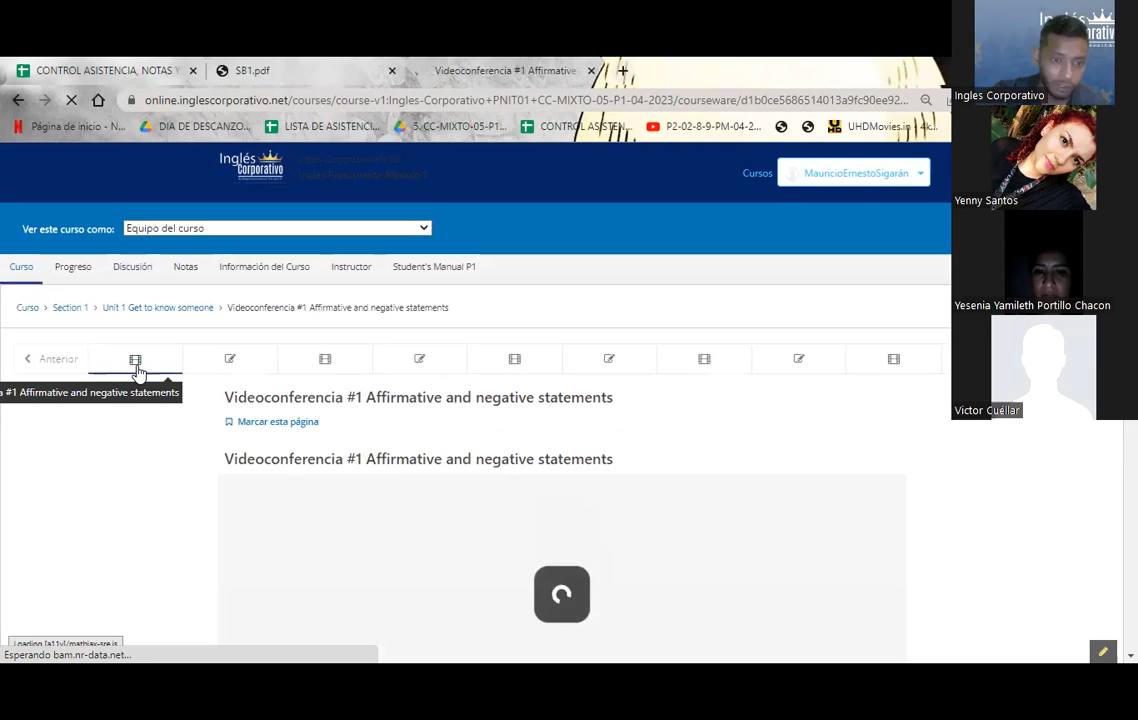 CONTROL ASISTENCIA, NOTAS Y
SB1.pdf
Videoconferencia #1 Affirmative
online.inglescorporativo.net/courses/course-v1:Ingles-Corporativo+PNIT01+CC-MIXTO-05-P1-04-2023/courseware/d1b0ce5686514013a9fc90ee92...
Página de inicio - N...
DIA DE DESCANZO...
LISTA DE ASISTENCI...
5. CC-MIXTO-05-P1...
CONTROL ASISTEN...
P2-02-8-9-PM-04-2...
UHDMovies.in - 4k...
Inglés
Corporativo
Cursos
MauricioErnestoSigarán
Ver este curso como:
Equipo del curso
Curso
Progreso
Discusión
Notas
Información del Curso
Instructor
Student's Manual P1
Curso > Section 1 > Unit 1 Get to know someone > Videoconferencia #1 Affirmative and negative statements
Anterior
a #1 Affirmative and negative statements
Videoconferencia #1 Affirmative and negative statements
Marcar esta página
Videoconferencia #1 Affirmative and negative statements
Loading [a11y]/mathjax-sre.js
Esperando bam.nr-data.net...
Ingles Corporativo
Yenny Santos
Yesenia Yamileth Portillo Chacon
Victor Cuéllar